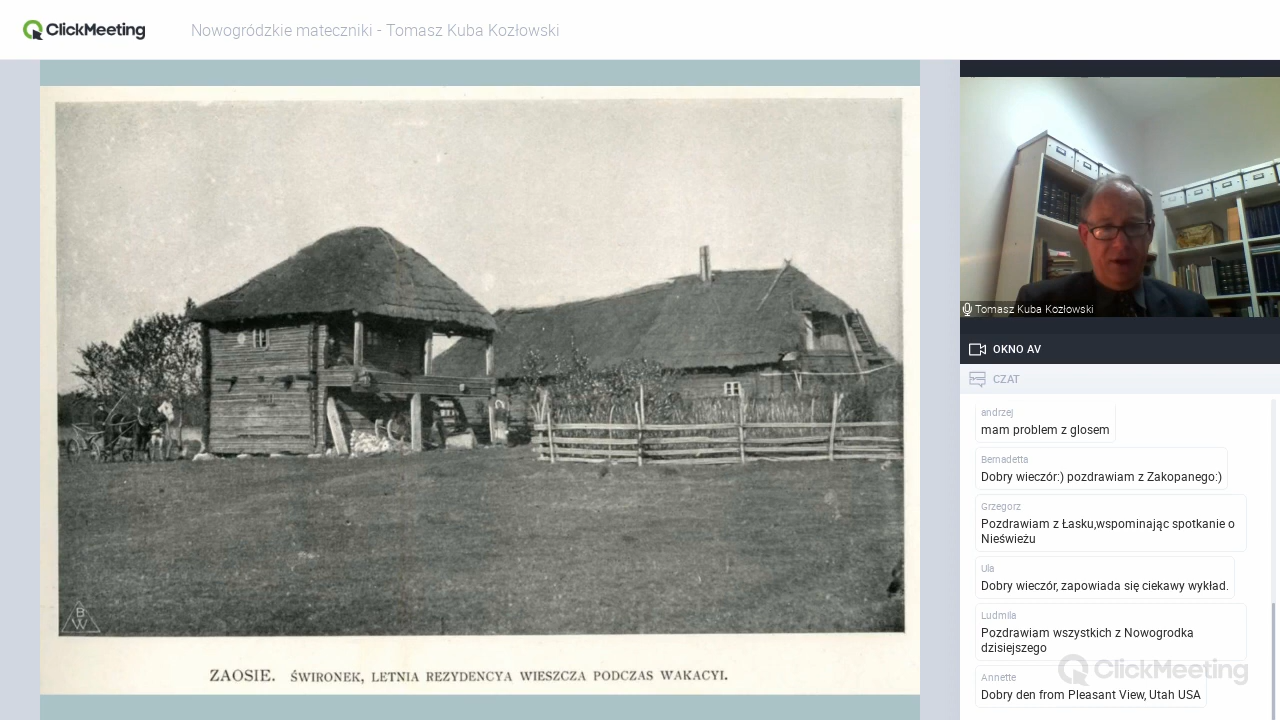 ClickMeeting
Nowogródzkie mateczniki - Tomasz Kuba Kozłowski
B
W
ZAOSIE. ŚWIRONEK, LETNIA REZYDENCYA WIESZCZA PODCZAS WAKACYI.
Tomasz Kuba Kozłowski
OKNO AV
CZAT
andrzej
mam problem z glosem
Bernadetta
Dobry wieczór:) pozdrawiam z Zakopanego:)
Grzegorz
Pozdrawiam z Łasku,wspominając spotkanie o
Nieświeżu
Ula
Dobry wieczór, zapowiada się ciekawy wykład.
Ludmiła
Pozdrawiam wszystkich z Nowogrodka
dzisiejszego
ClickMeeting
Annette
Dobry den from Pleasant View, Utah USA